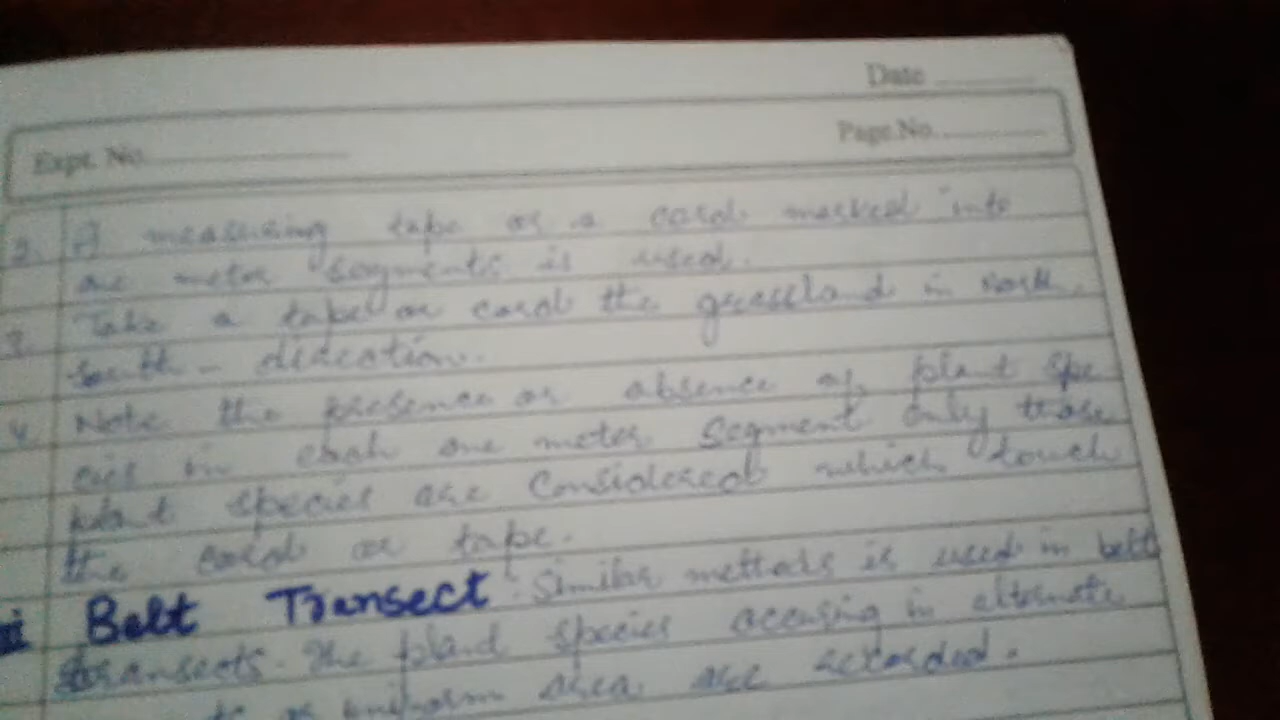 Date
Page.No.
Expt. No.
2. A measuring tape or a cord marked into
one meter segments is used.
3. Take a tape or cord the grassland in north
south - direction.
4 Note the presence or absence of plant spe
cies in each one meter segment only those
plant species are considered which touch
the cord or tape.
Belt Transect : Similar methods is used in belt
transects. The pland species accusing in alternate
uniform area are recorded.